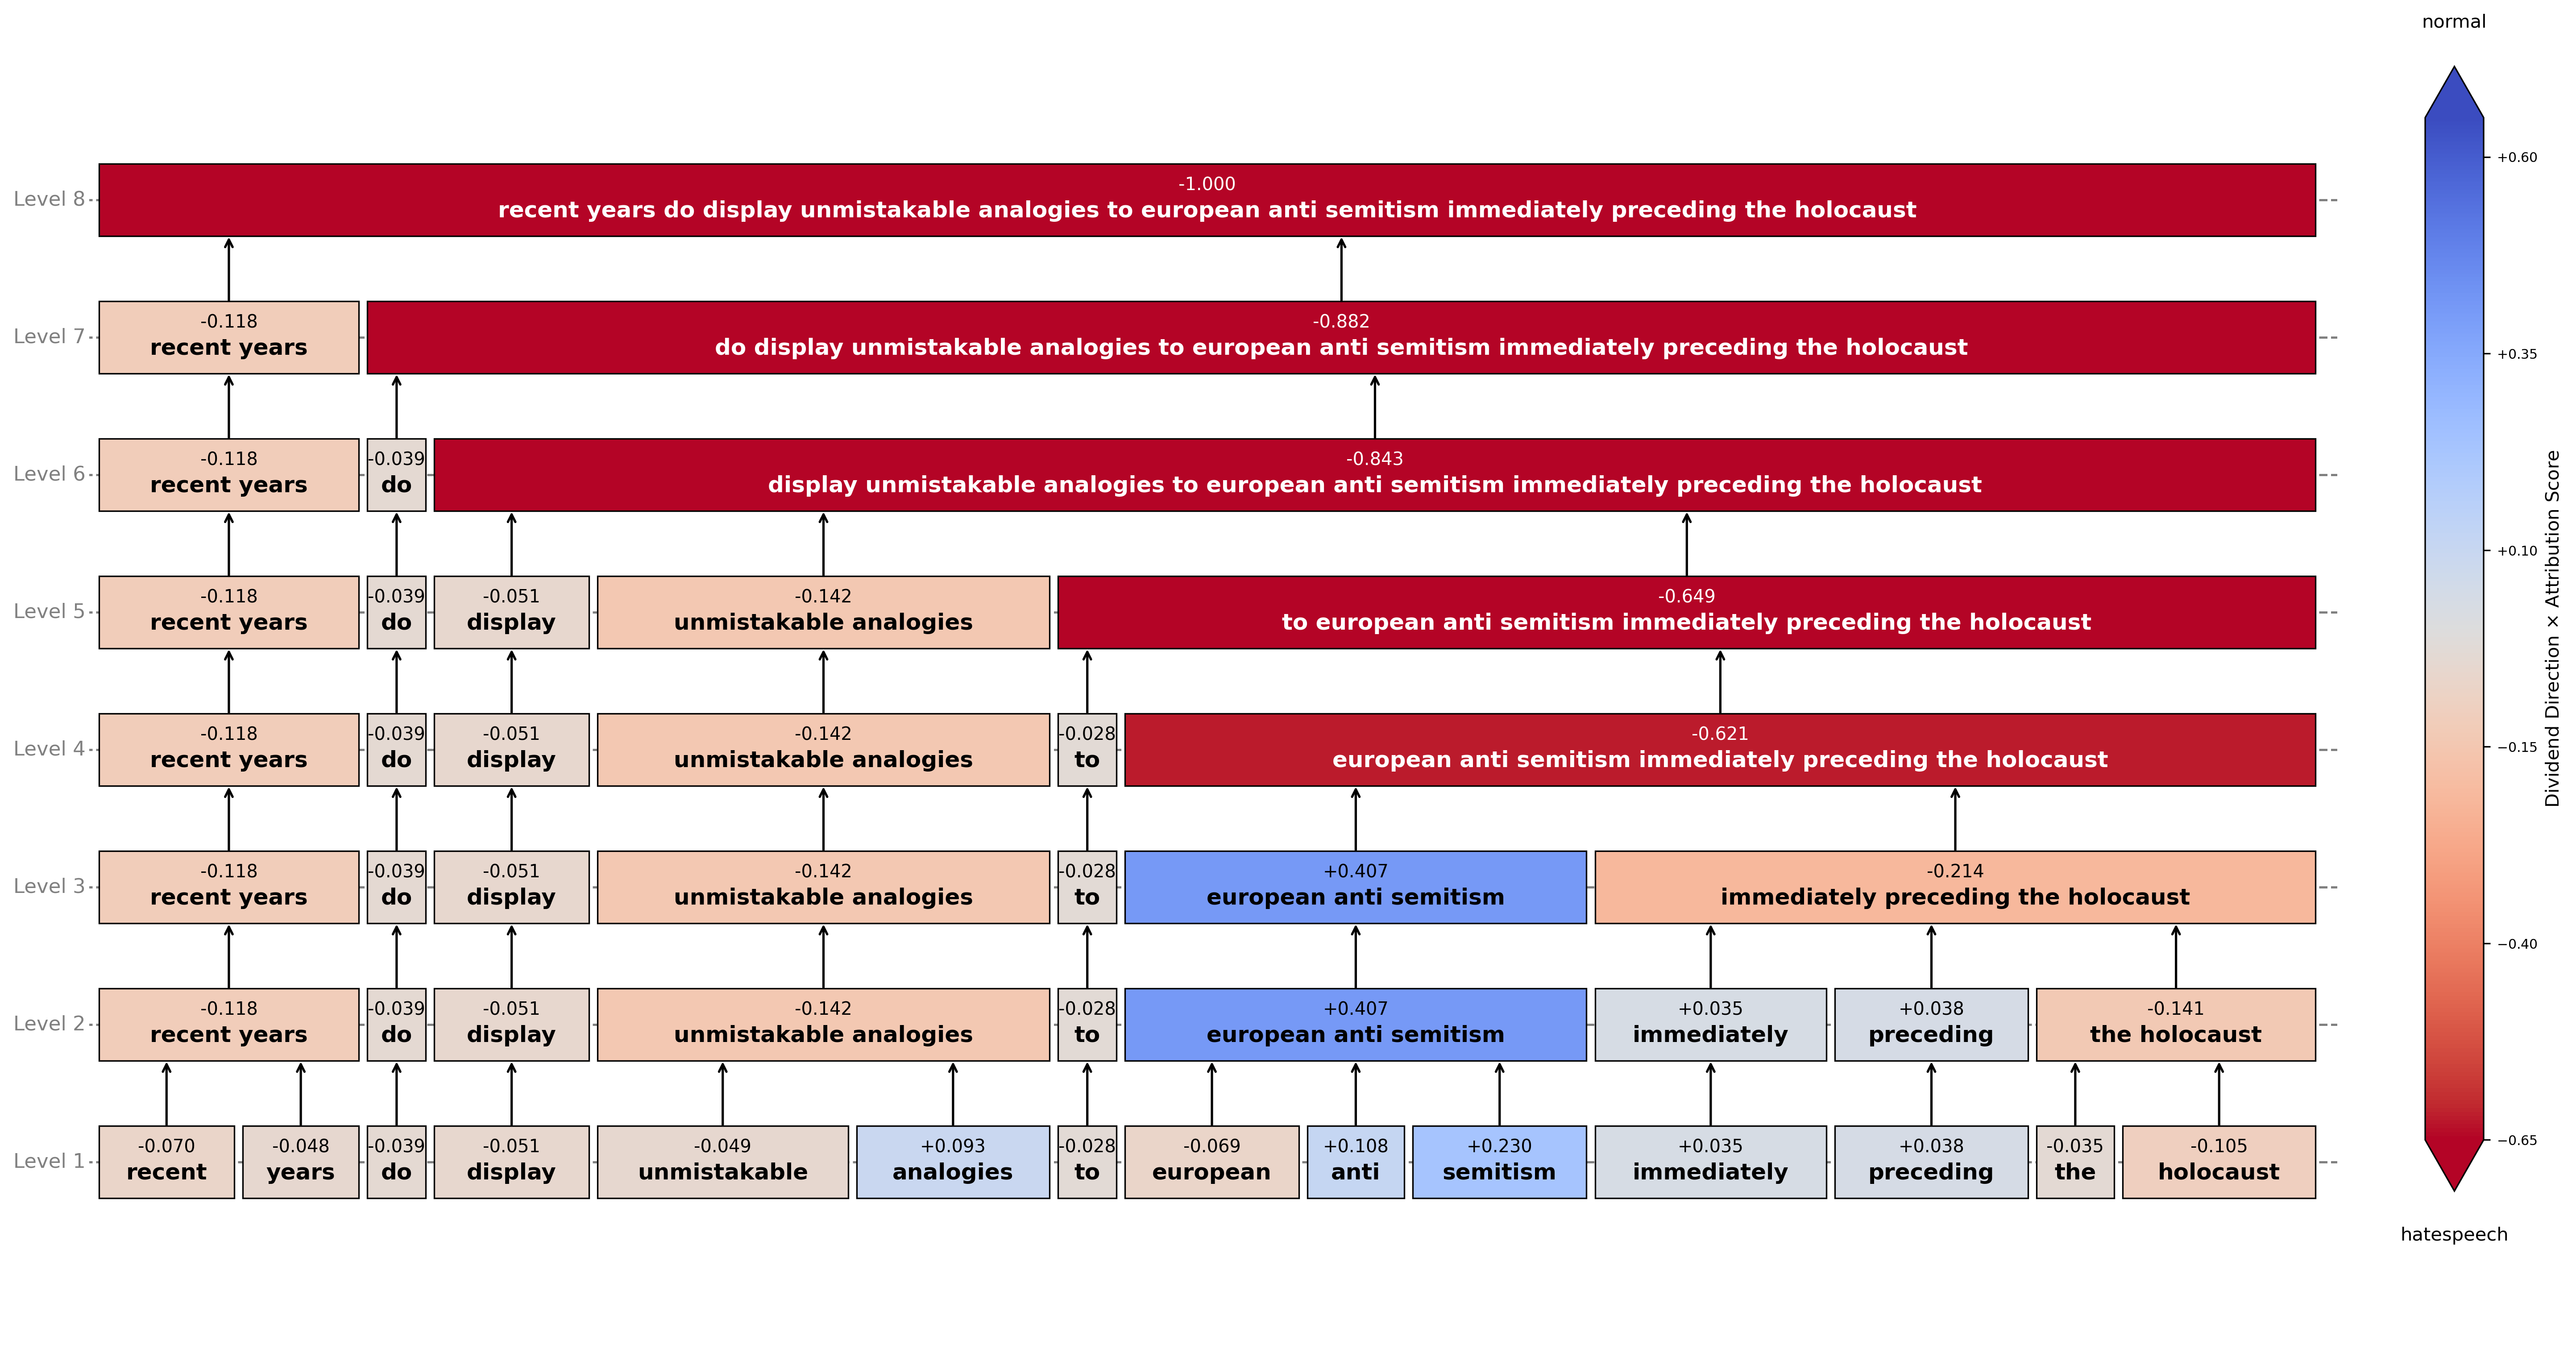 normal
Level 8
-1.000
recent years do display unmistakable analogies to european anti semitism immediately preceding the holocaust
Level 7
-0.118
recent years
-0.882
do display unmistakable analogies to european anti semitism immediately preceding the holocaust
Level 6
-0.118
recent years
-0.039
do
-0.843
display unmistakable analogies to european anti semitism immediately preceding the holocaust
Level 5
-0.118
recent years
-0.039
do
-0.051
display
-0.142
unmistakable analogies
-0.649
to european anti semitism immediately preceding the holocaust
Level 4
-0.118
recent years
-0.039
do
-0.051
display
-0.142
unmistakable analogies
-0.028
to
-0.621
european anti semitism immediately preceding the holocaust
Level 3
-0.118
recent years
-0.039
do
-0.051
display
-0.142
unmistakable analogies
-0.028
to
+0.407
european anti semitism
-0.214
immediately preceding the holocaust
Level 2
-0.118
recent years
-0.039
do
-0.051
display
-0.142
unmistakable analogies
-0.028
to
+0.407
european anti semitism
+0.035
immediately
+0.038
preceding
-0.141
the holocaust
Level 1
-0.070
recent
-0.048
years
-0.039
do
-0.051
display
-0.049
unmistakable
+0.093
analogies
-0.028
to
-0.069
european
+0.108
anti
+0.230
semitism
+0.035
immediately
+0.038
preceding
-0.035
the
-0.105
holocaust
+0.60
+0.35
+0.10
−0.15
−0.40
−0.65
Dividend Direction × Attribution Score
hatespeech